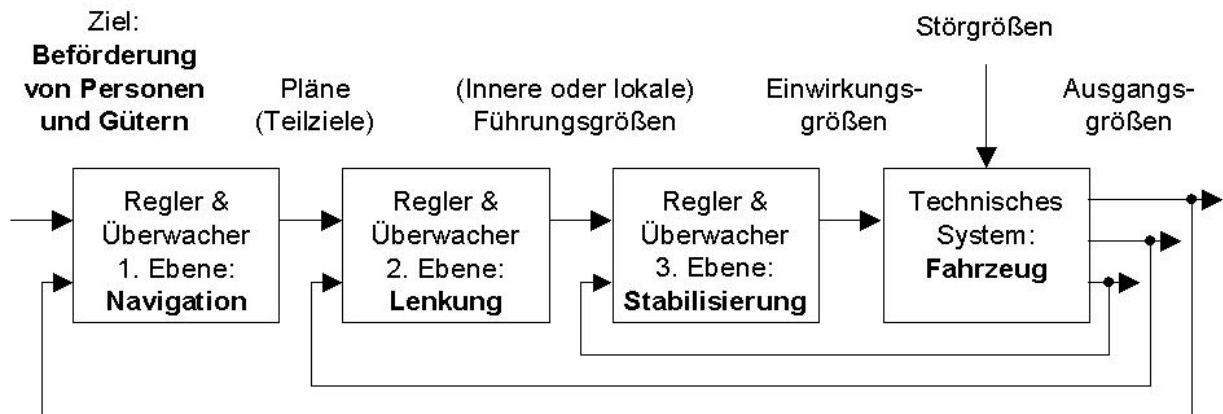 Ziel:
Beförderung
von Personen
und Gütern
Pläne
(Teilziele)
(Innere oder lokale)
Führungsgrößen
Einwirkungs-
größen
Störgrößen
Ausgangs-
größen
Regler &
Überwacher
1. Ebene:
Navigation
Regler &
Überwacher
2. Ebene:
Lenkung
Regler &
Überwacher
3. Ebene:
Stabilisierung
Technisches
System:
Fahrzeug